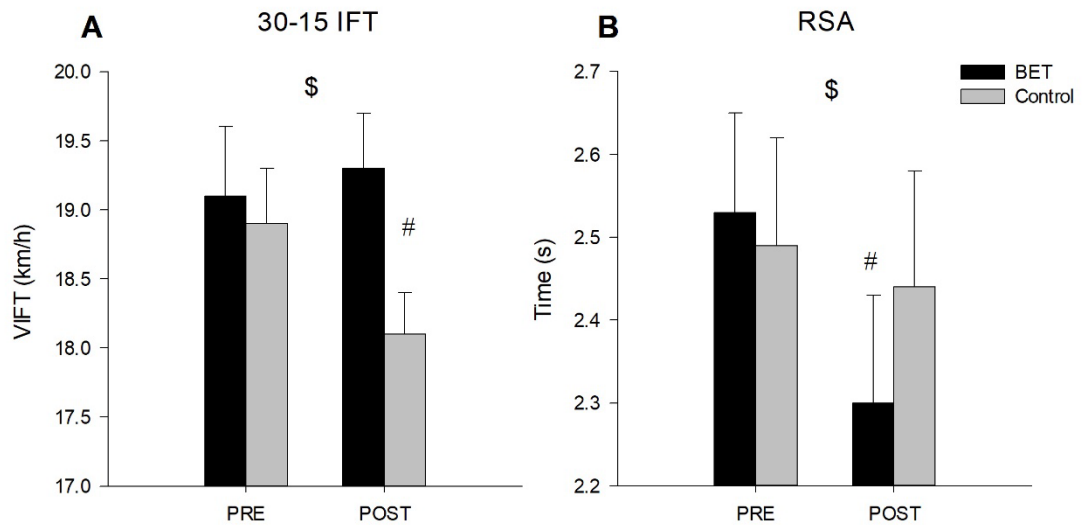 A
30-15 IFT
B
RSA
BET
Control
VIFT (km/h)
20.0
19.5
19.0
18.5
18.0
17.5
17.0
$
#
PRE
POST
Time (s)
2.7
2.6
2.5
2.4
2.3
2.2
$
#
PRE
POST